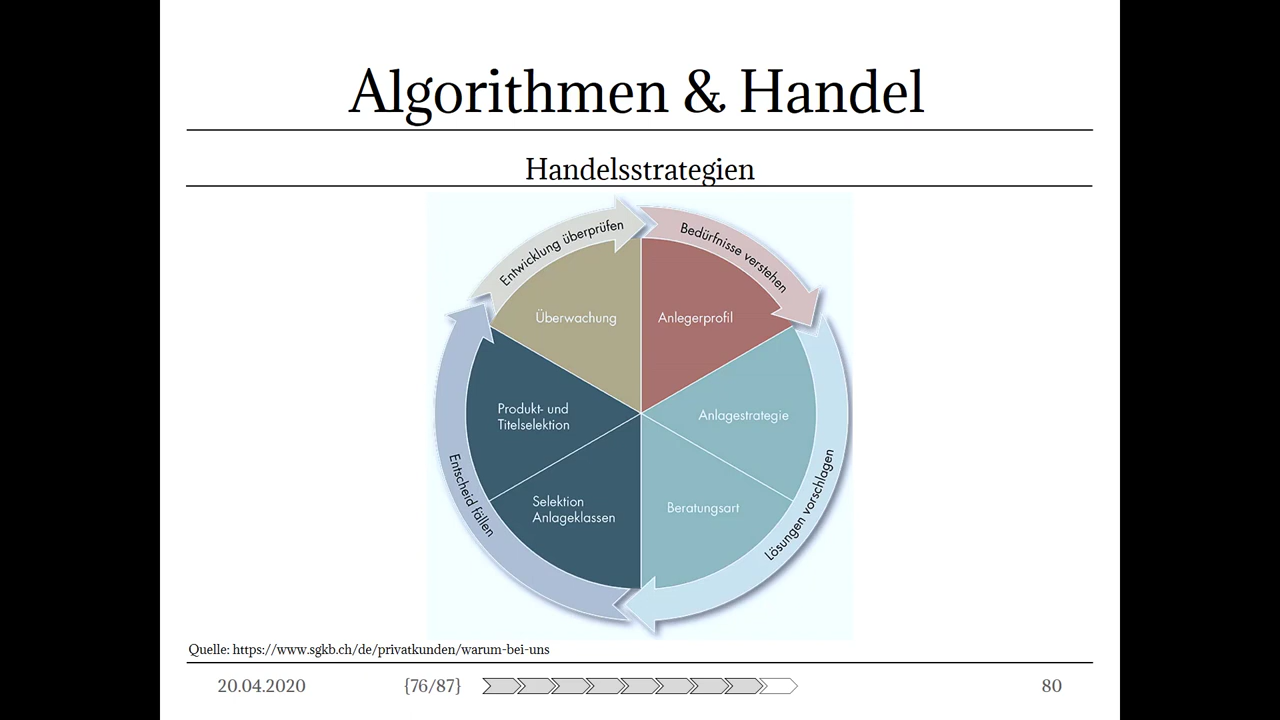 Algorithmen & Handel
Handelsstrategien
Entwicklung überprüfen
Bedürfnisse verstehen
Überwachung
Anlegerprofil
Produkt- und
Titelselektion
Anlagestrategie
Entscheid fällen
Selektion
Anlageklassen
Beratungsart
Lösungen vorschlagen
Quelle: https://www.sgkb.ch/de/privatkunden/warum-bei-uns
20.04.2020
{76/87}
80